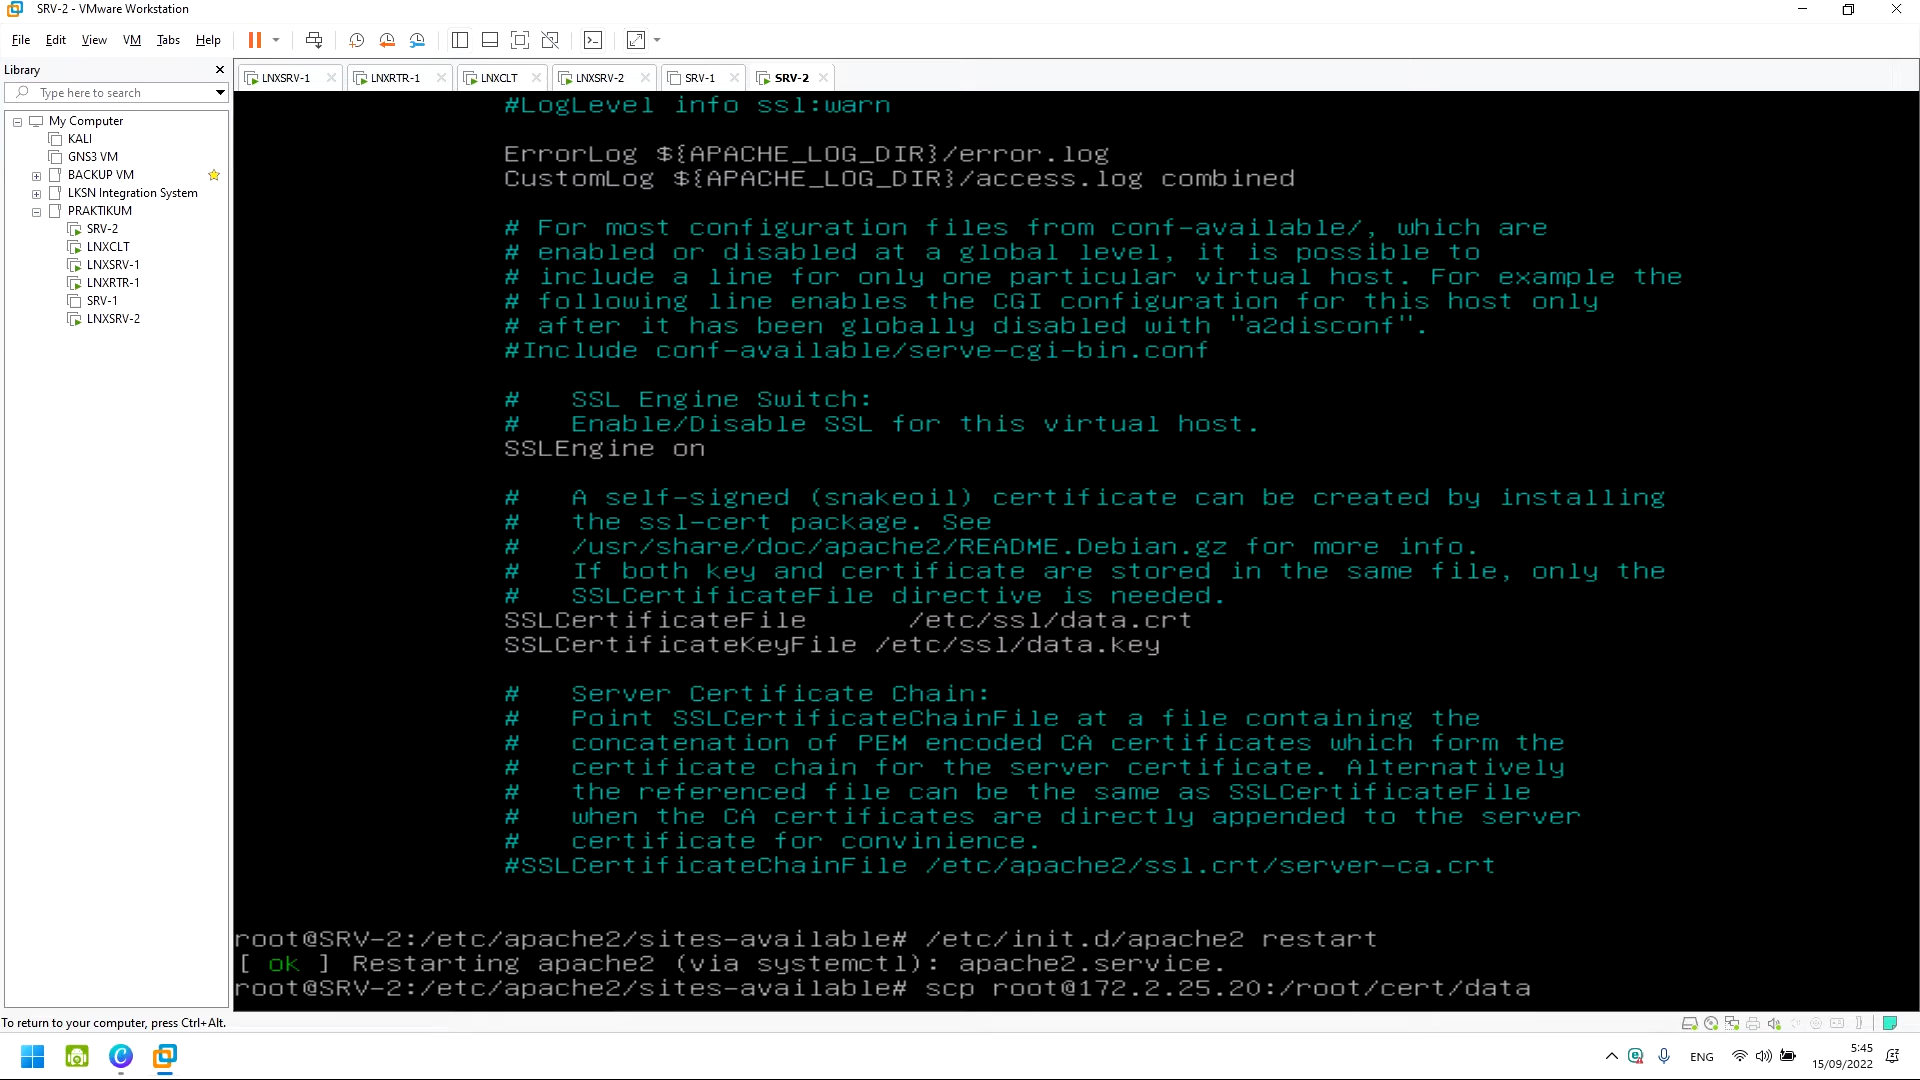 SRV-2 - VMware Workstation
File Edit View VM Tabs Help
Library
Type here to search
My Computer
KALI
GNS3 VM
BACKUP VM
LKSN Integration System
PRAKTIKUM
SRV-2
LNXCLT
LNXSRV-1
LNXRTR-1
SRV-1
LNXSRV-2
LNXSRV-1 LNXRTR-1 LNXCLT LNXSRV-2 SRV-1 SRV-2
#LogLevel info ssl:warn
ErrorLog ${APACHE_LOG_DIR}/error.log
CustomLog ${APACHE_LOG_DIR}/access.log combined
# For most configuration files from conf-available/, which are
# enabled or disabled at a global level, it is possible to
# include a line for only one particular virtual host. For example the
# following line enables the CGI configuration for this host only
# after it has been globally disabled with "a2disconf".
#Include conf-available/serve-cgi-bin.conf
#   SSL Engine Switch:
#   Enable/Disable SSL for this virtual host.
SSLEngine on
#   A self-signed (snakeoil) certificate can be created by installing
#   the ssl-cert package. See
#   /usr/share/doc/apache2/README.Debian.gz for more info.
#   If both key and certificate are stored in the same file, only the
#   SSLCertificateFile directive is needed.
SSLCertificateFile      /etc/ssl/data.crt
SSLCertificateKeyFile /etc/ssl/data.key
#   Server Certificate Chain:
#   Point SSLCertificateChainFile at a file containing the
#   concatenation of PEM encoded CA certificates which form the
#   certificate chain for the server certificate. Alternatively
#   the referenced file can be the same as SSLCertificateFile
#   when the CA certificates are directly appended to the server
#   certificate for convinience.
#SSLCertificateChainFile /etc/apache2/ssl.crt/server-ca.crt
root@SRV-2:/etc/apache2/sites-available# /etc/init.d/apache2 restart
[ ok ] Restarting apache2 (via systemctl): apache2.service.
root@SRV-2:/etc/apache2/sites-available# scp root@172.2.25.20:/root/cert/data
To return to your computer, press Ctrl+Alt.
ENG
5:45
15/09/2022